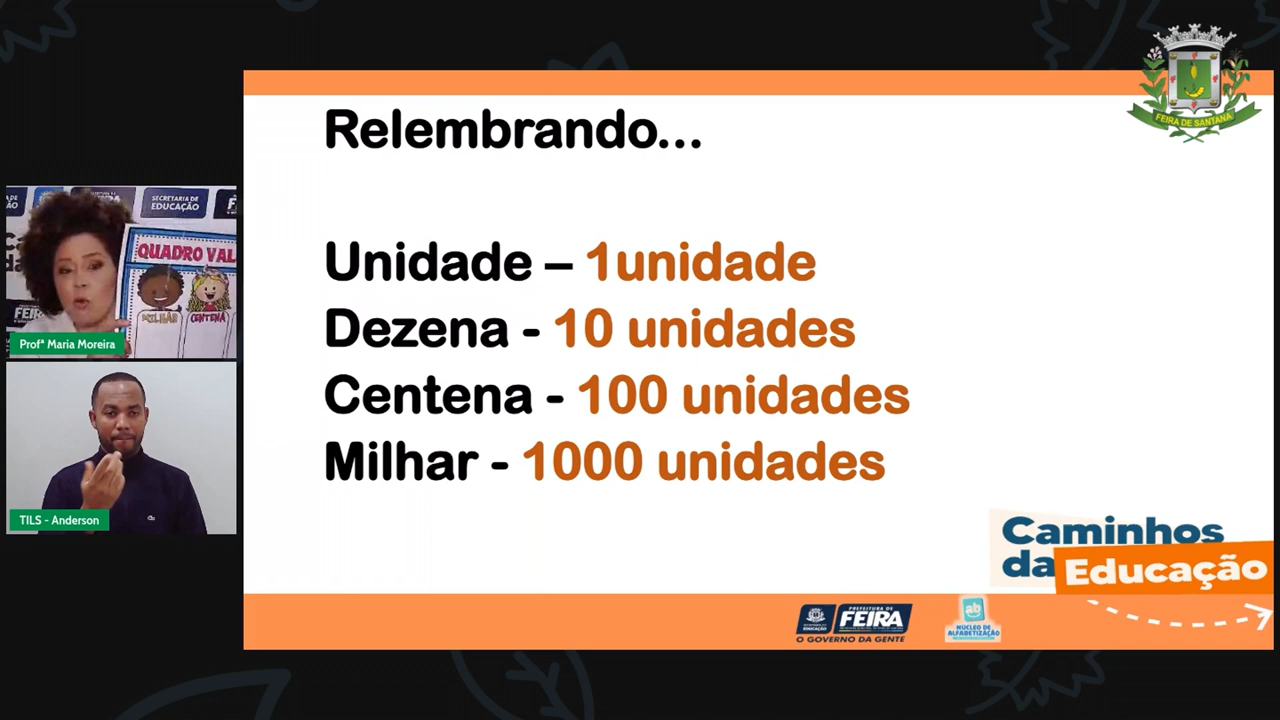 FEIRA DE SANTANA
Relembrando...
Unidade – 1unidade
Dezena - 10 unidades
Centena - 100 unidades
Milhar - 1000 unidades
SECRETARIA DE
EDUCAÇÃO
QUADRO VAL
MILHAR CENTENA
Profª Maria Moreira
TILS - Anderson
Caminhos
da Educação
PREFEITURA DE
FEIRA
O GOVERNO DA GENTE
ab
NÚCLEO DE
ALFABETIZAÇÃO